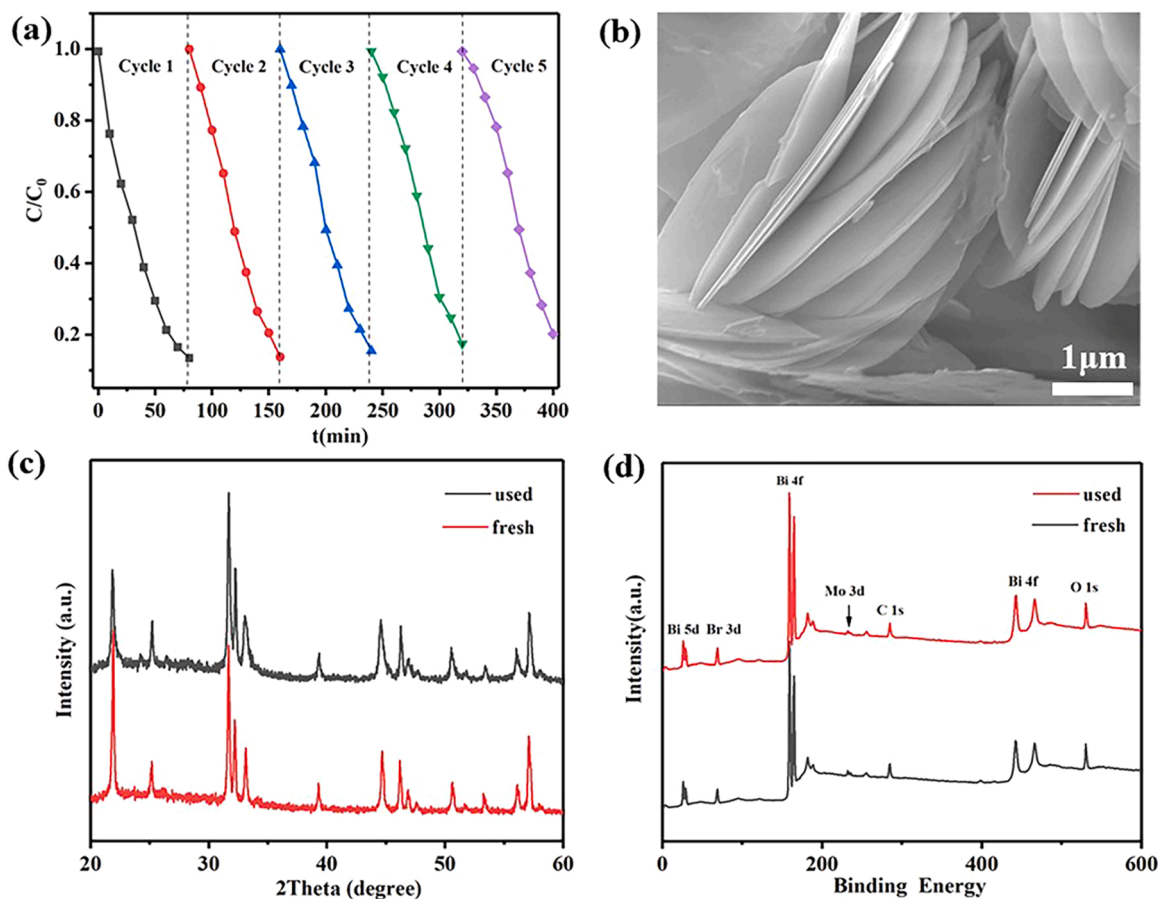 (a)
Cycle 1 Cycle 2 Cycle 3 Cycle 4 Cycle 5
1.0
0.8
0.6
0.4
0.2
C/C₀
0 50 100 150 200 250 300 350 400
t(min)
(b)
1μm
(c)
used
fresh
Intensity (a.u.)
20 30 40 50 60
2Theta (degree)
(d)
Bi 4f
used
fresh
Mo 3d
C 1s
Bi 4f
O 1s
Bi 5d
Br 3d
Intensity(a.u.)
0 200 400 600
Binding Energy